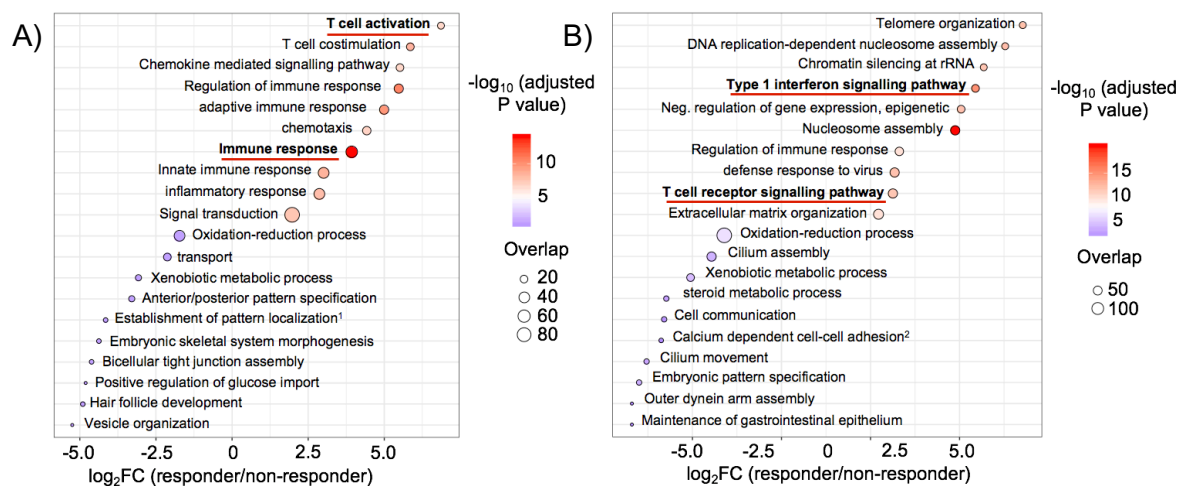 A)
T cell activation
T cell costimulation
Chemokine mediated signalling pathway
Regulation of immune response
adaptive immune response
chemotaxis
Immune response
Innate immune response
inflammatory response
Signal transduction
Oxidation-reduction process
transport
Xenobiotic metabolic process
Anterior/posterior pattern specification
Establishment of pattern localization¹
Embryonic skeletal system morphogenesis
Bicellular tight junction assembly
Positive regulation of glucose import
Hair follicle development
Vesicle organization
-5.0 -2.5 0 2.5 5.0
log₂FC (responder/non-responder)
-log₁₀ (adjusted
P value)
10
5
Overlap
20
40
60
80
B)
Telomere organization
DNA replication-dependent nucleosome assembly
Chromatin silencing at rRNA
Type 1 interferon signalling pathway
Neg. regulation of gene expression, epigenetic
Nucleosome assembly
Regulation of immune response
defense response to virus
T cell receptor signalling pathway
Extracellular matrix organization
Oxidation-reduction process
Cilium assembly
Xenobiotic metabolic process
steroid metabolic process
Cell communication
Calcium dependent cell-cell adhesion²
Cilium movement
Embryonic pattern specification
Outer dynein arm assembly
Maintenance of gastrointestinal epithelium
-5.0 -2.5 0 2.5 5.0
log₂FC (responder/non-responder)
-log₁₀ (adjusted
P value)
15
10
5
Overlap
50
100